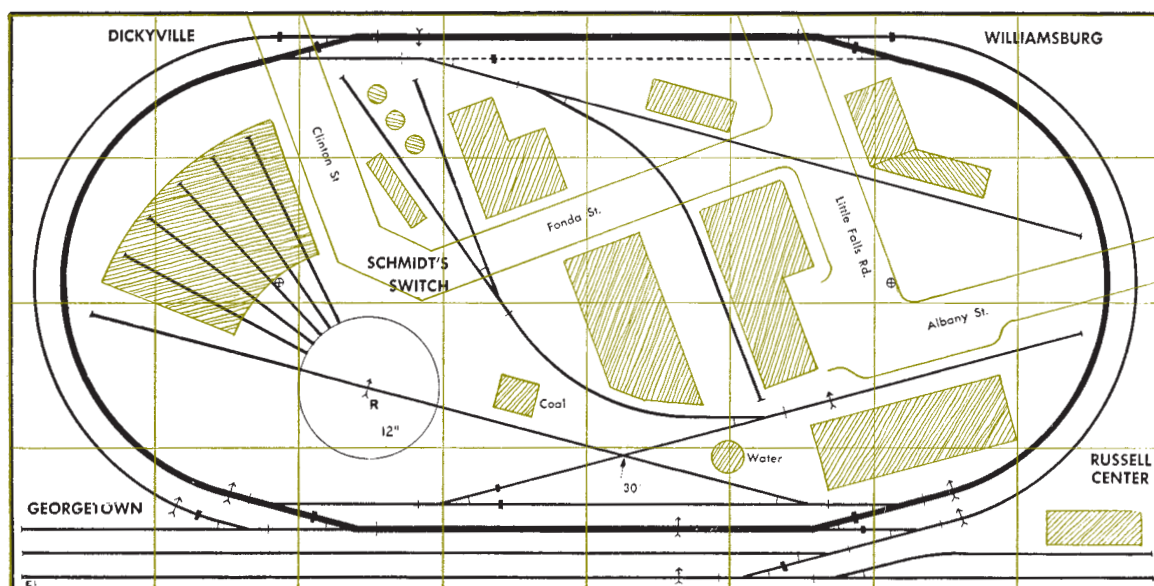 DICKYVILLE
WILLIAMSBURG
Clinton St
Fonda St.
Little Falls Rd.
SCHMIDT'S
SWITCH
Albany St.
R
12"
Coal
Water
30
GEORGETOWN
RUSSELL
CENTER